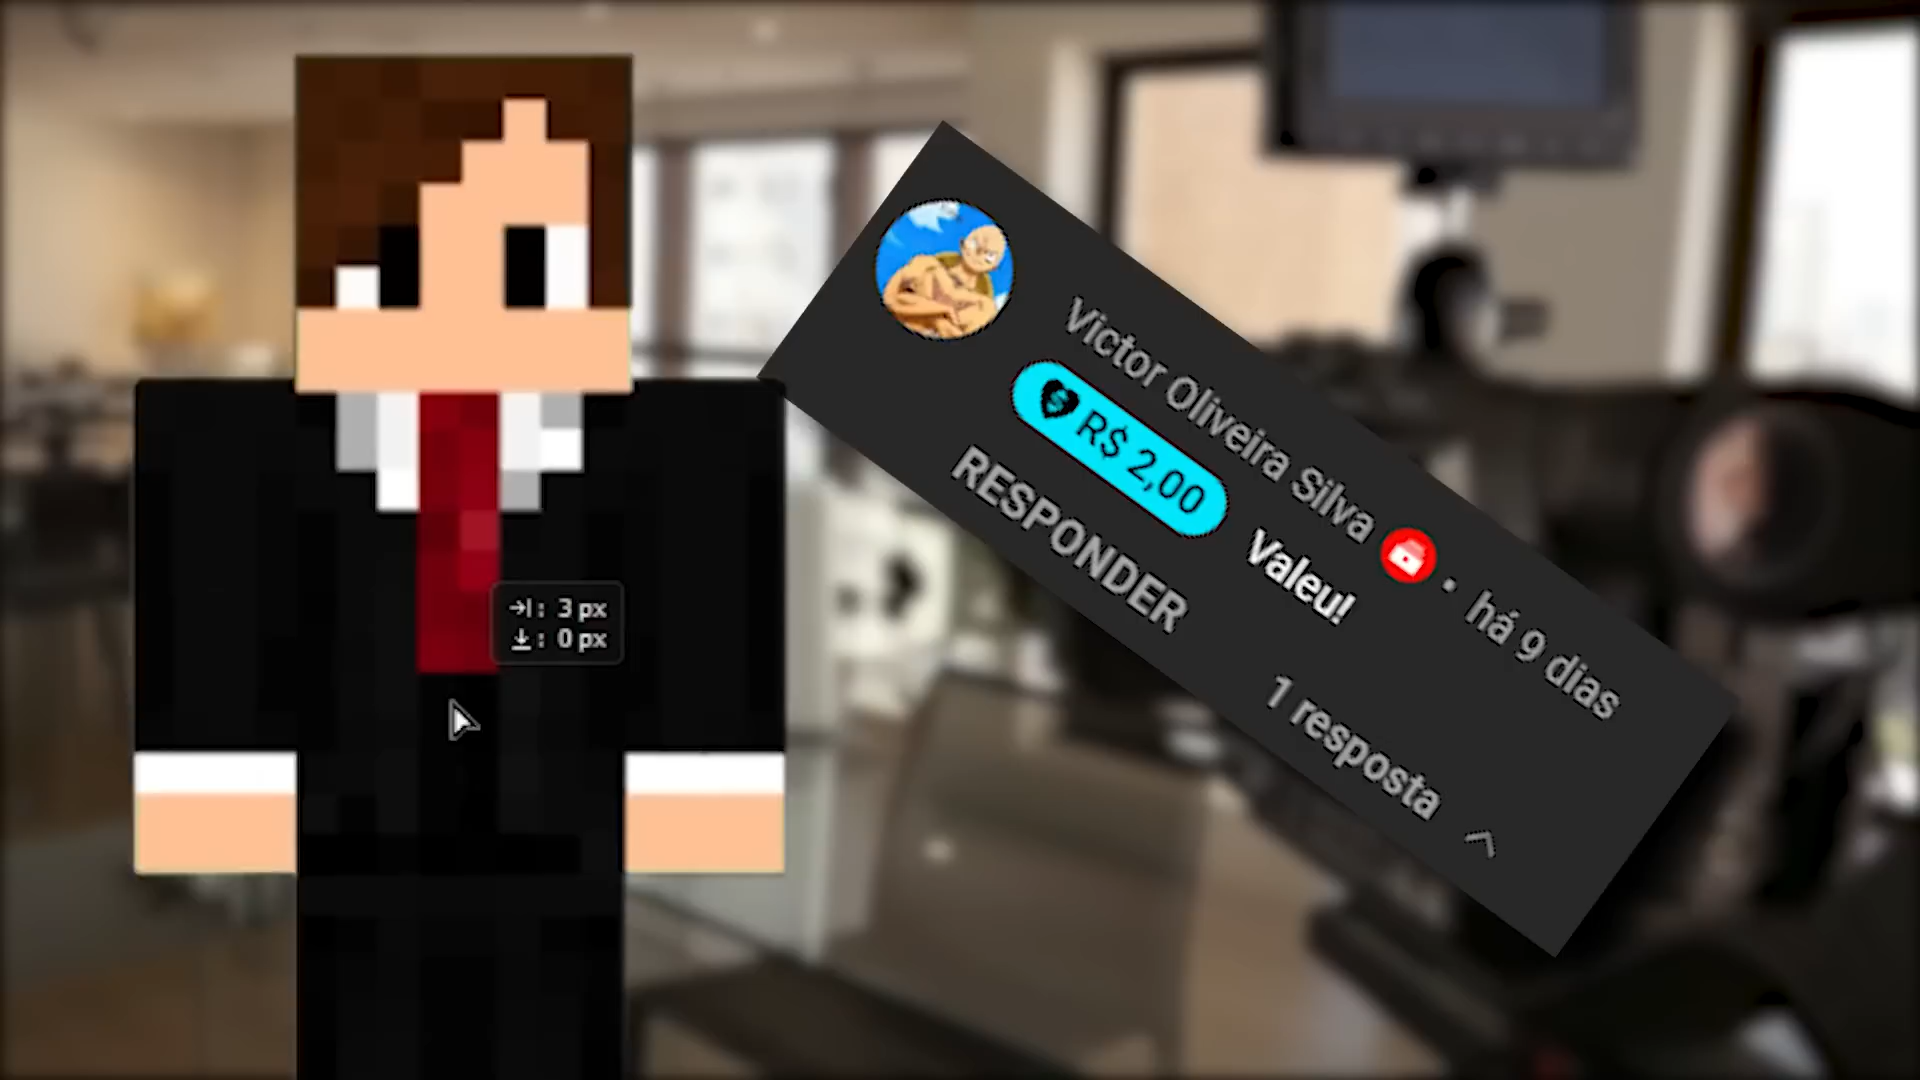 Victor Oliveira Silva • há 9 dias
R$ 2,00 Valeu!
RESPONDER
1 resposta
→|: 3 px
↓: 0 px